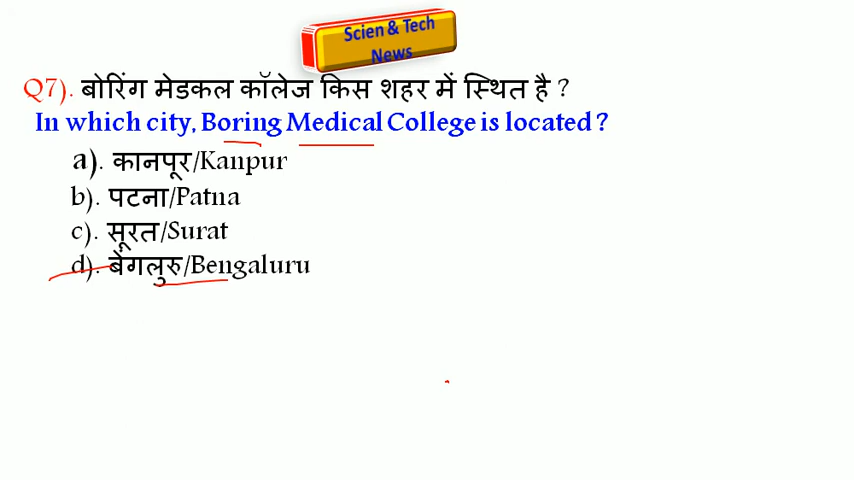 Scien & Tech
News
Q7). बोरिंग मेडकल कॉलेज किस शहर में स्थित है ?
In which city, Boring Medical College is located ?
a). कानपूर/Kanpur
b). पटना/Patna
c). सूरत/Surat
d). बेंगलुरु/Bengaluru